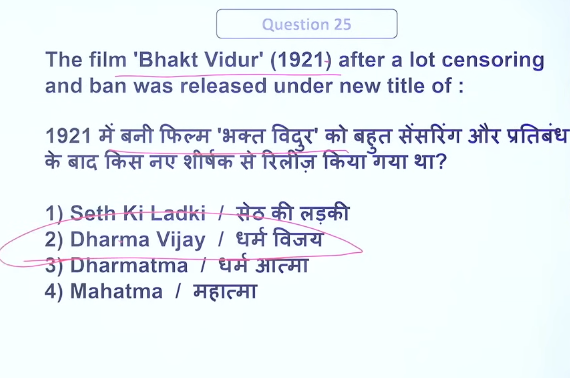 Question 25
The film 'Bhakt Vidur' (1921) after a lot censoring
and ban was released under new title of :
1921 में बनी फिल्म 'भक्त विदुर' को बहुत सेंसरिंग और प्रतिबंध
के बाद किस नए शीर्षक से रिलीज़ किया गया था?
1) Seth Ki Ladki / सेठ की लड़की
2) Dharma Vijay / धर्म विजय
3) Dharmatma / धर्म आत्मा
4) Mahatma / महात्मा